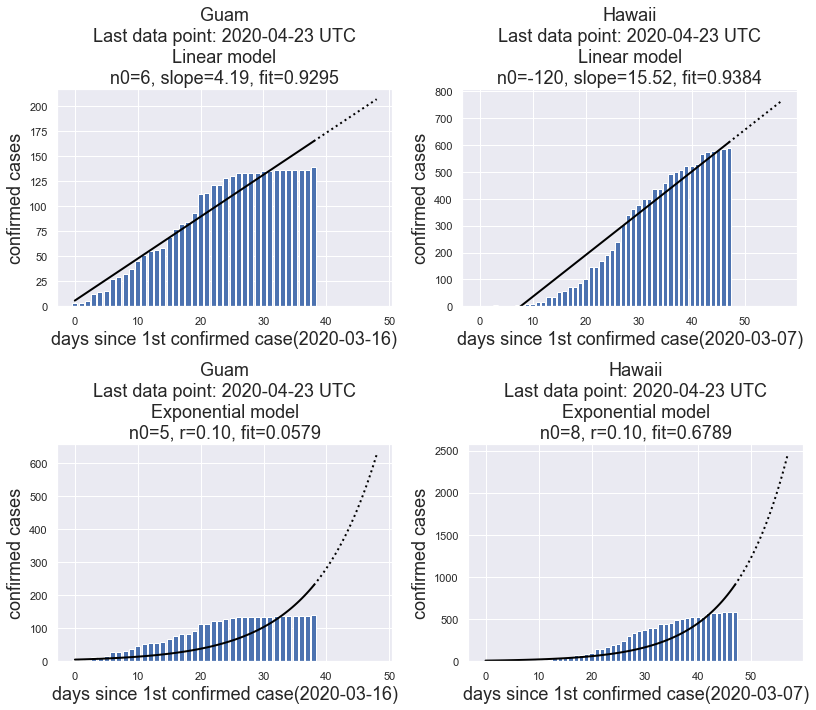 Guam
Last data point: 2020-04-23 UTC
Linear model
n0=6, slope=4.19, fit=0.9295
200
175
150
125
100
75
50
25
0
confirmed cases
0 10 20 30 40 50
days since 1st confirmed case(2020-03-16)
Hawaii
Last data point: 2020-04-23 UTC
Linear model
n0=-120, slope=15.52, fit=0.9384
800
700
600
500
400
300
200
100
0
confirmed cases
0 10 20 30 40 50
days since 1st confirmed case(2020-03-07)
Guam
Last data point: 2020-04-23 UTC
Exponential model
n0=5, r=0.10, fit=0.0579
600
500
400
300
200
100
0
confirmed cases
0 10 20 30 40 50
days since 1st confirmed case(2020-03-16)
Hawaii
Last data point: 2020-04-23 UTC
Exponential model
n0=8, r=0.10, fit=0.6789
2500
2000
1500
1000
500
0
confirmed cases
0 10 20 30 40 50
days since 1st confirmed case(2020-03-07)